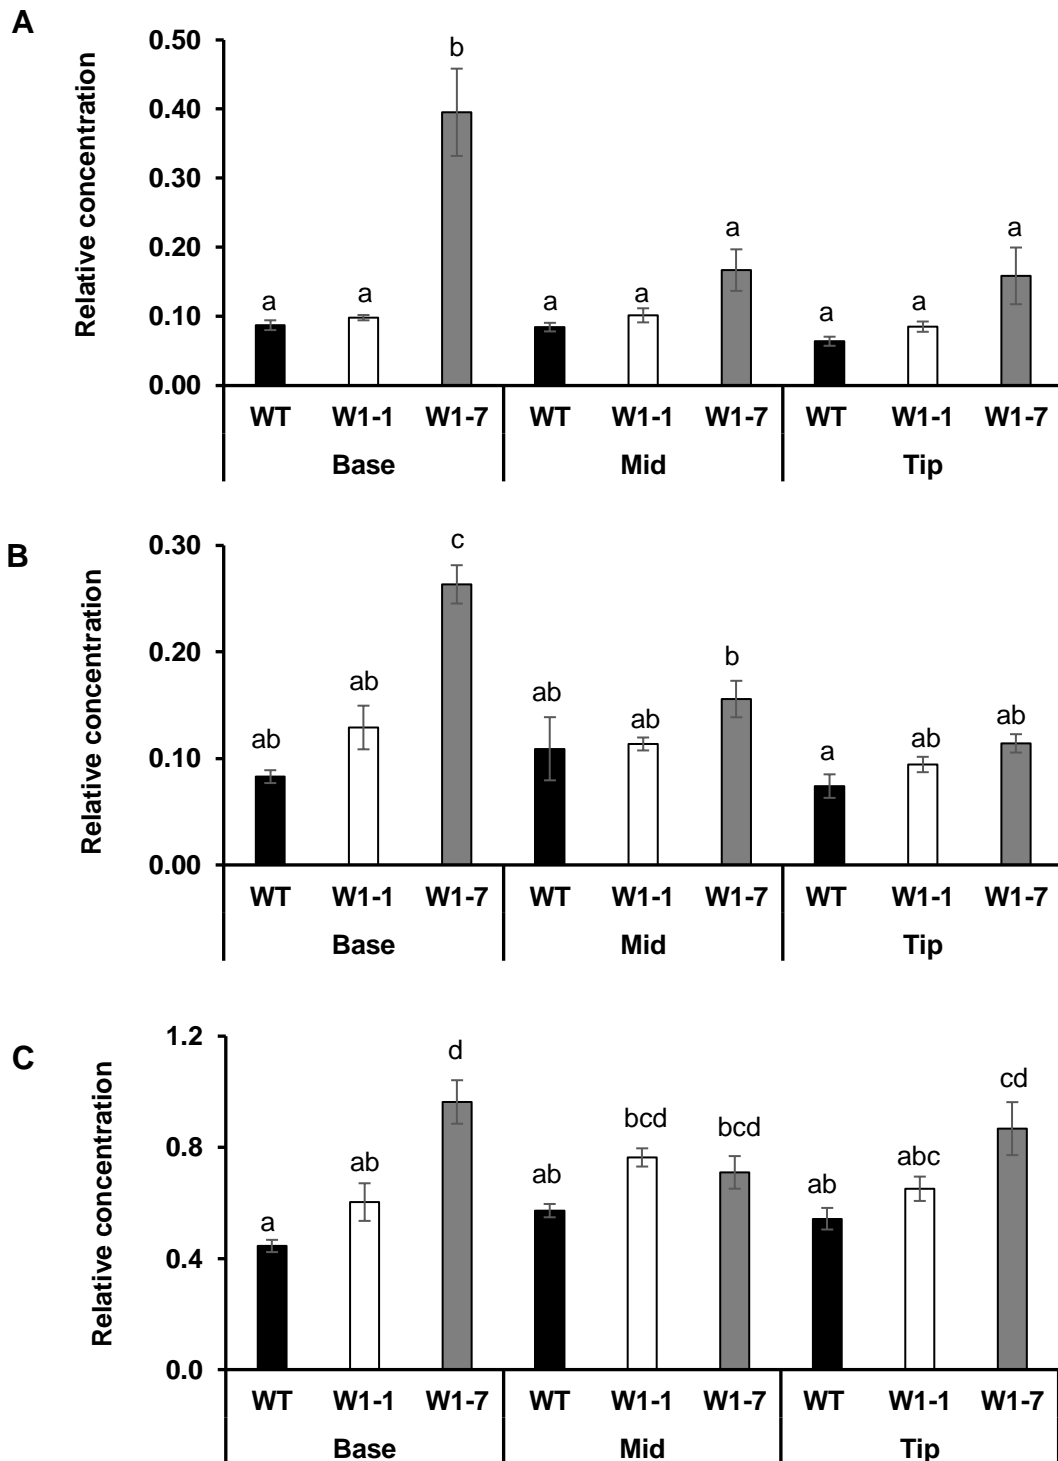 A
Relative concentration
0.50
b
0.40
0.30
0.20
a a
0.10
a a a a a a
0.00
WT W1-1 W1-7 WT W1-1 W1-7 WT W1-1 W1-7
Base Mid Tip
B
Relative concentration
0.30
c
0.20
ab ab b
ab ab a ab ab
0.10
0.00
WT W1-1 W1-7 WT W1-1 W1-7 WT W1-1 W1-7
Base Mid Tip
C
Relative concentration
1.2
d
cd
0.8
bcd bcd
a ab ab ab abc
0.4
0.0
WT W1-1 W1-7 WT W1-1 W1-7 WT W1-1 W1-7
Base Mid Tip